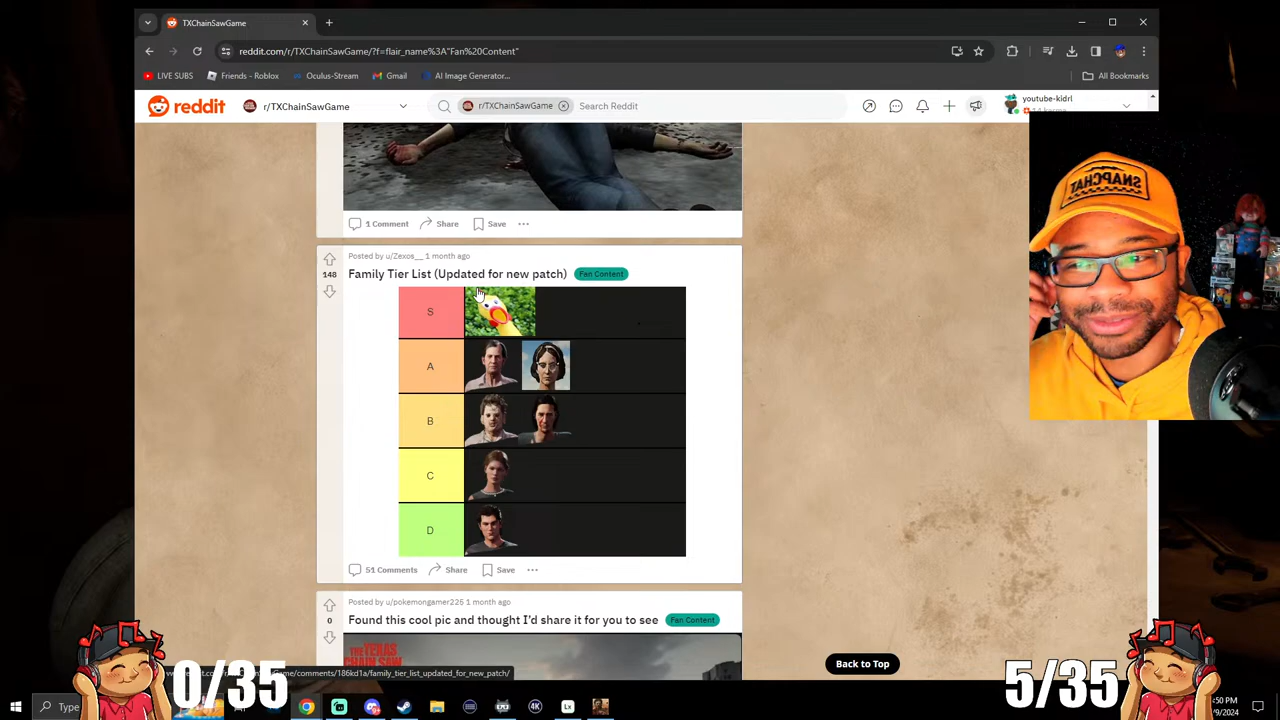 TXChainSawGame
reddit.com/r/TXChainSawGame/?f=flair_name%3A"Fan%20Content"
LIVE SUBS
Friends - Roblox
Oculus-Stream
Gmail
AI Image Generator...
All Bookmarks
reddit
r/TXChainSawGame
r/TXChainSawGame
Search Reddit
youtube-kidrl
SNAPCHAT
1 Comment
Share
Save
Posted by u/Zexos__ 1 month ago
148
Family Tier List (Updated for new patch)
Fan Content
S
A
B
C
D
51 Comments
Share
Save
Posted by u/pokemongamer225 1 month ago
0
Found this cool pic and thought I'd share it for you to see
Fan Content
Back to Top
0/35
5/35